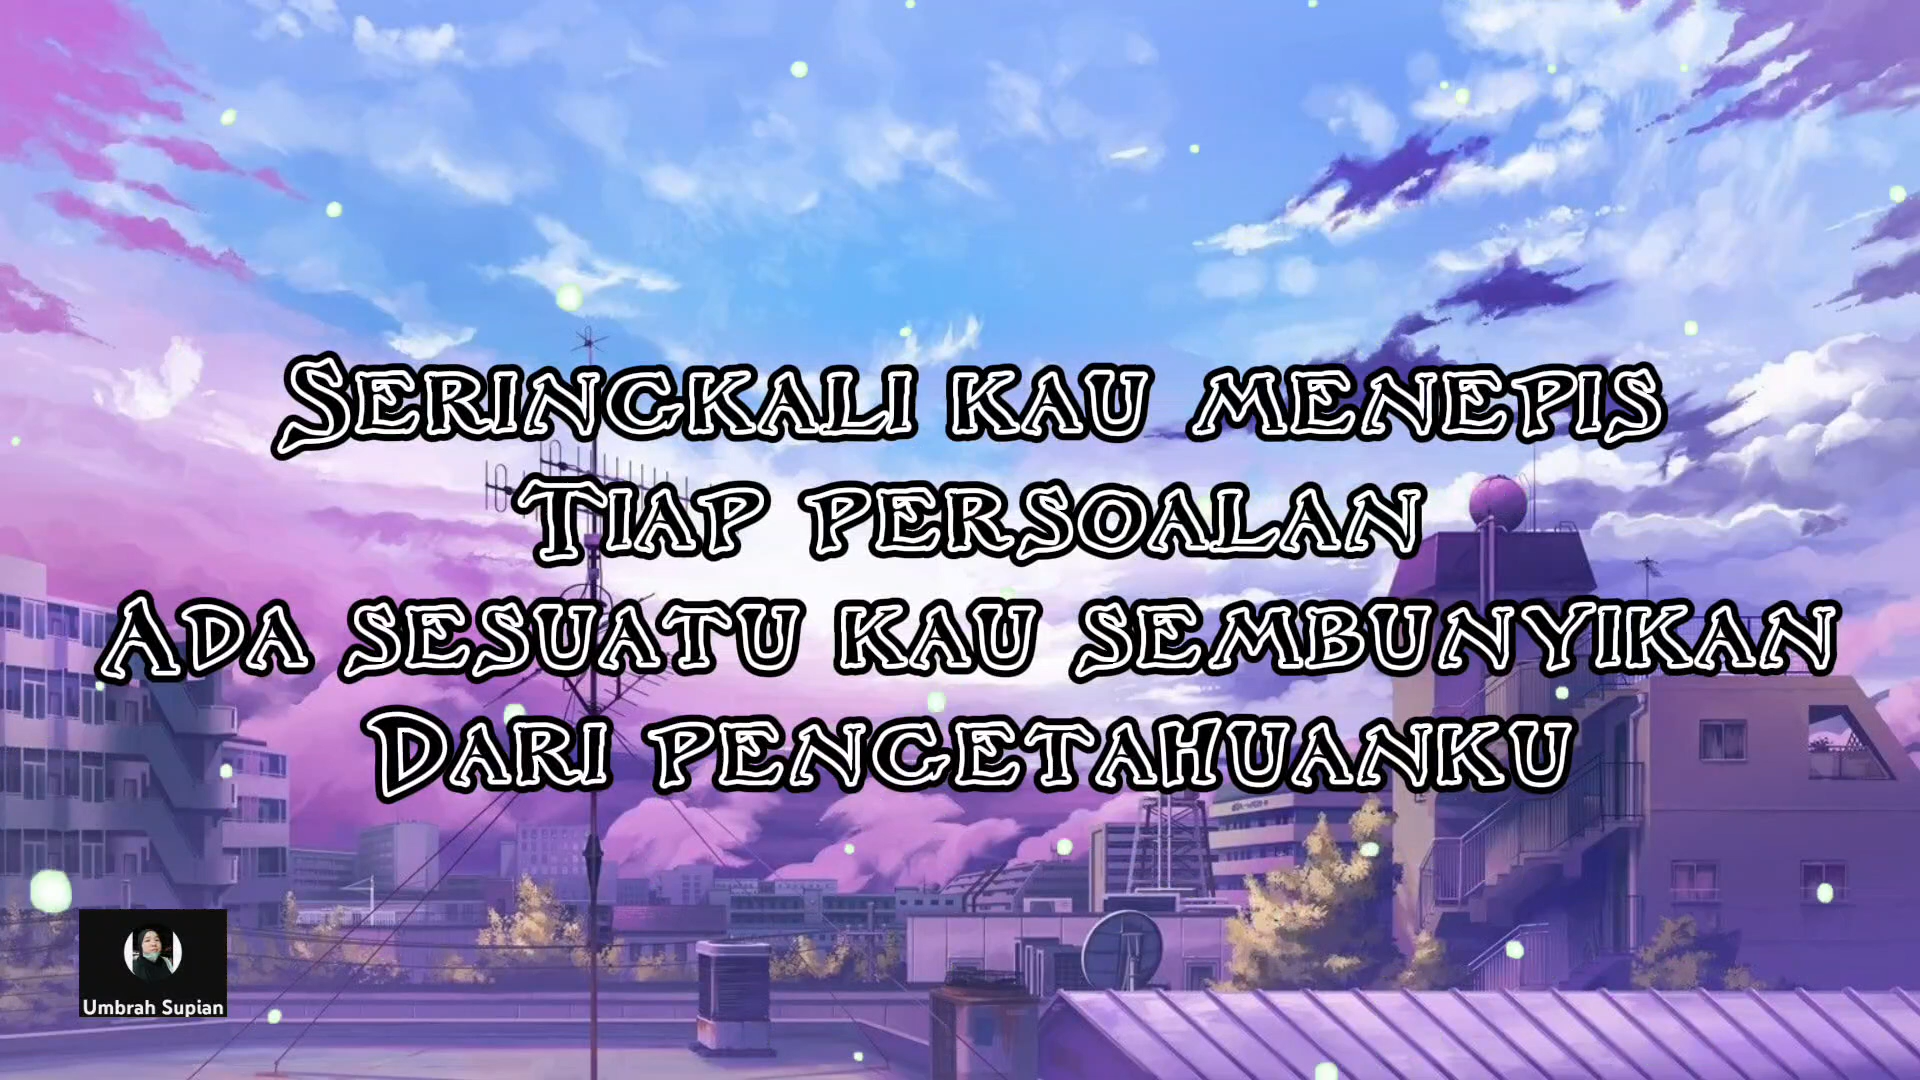 Seringkali kau menepis
Tiap persoalan
Ada sesuatu kau sembunyikan
Dari pengetahuanku
Umbrah Supian